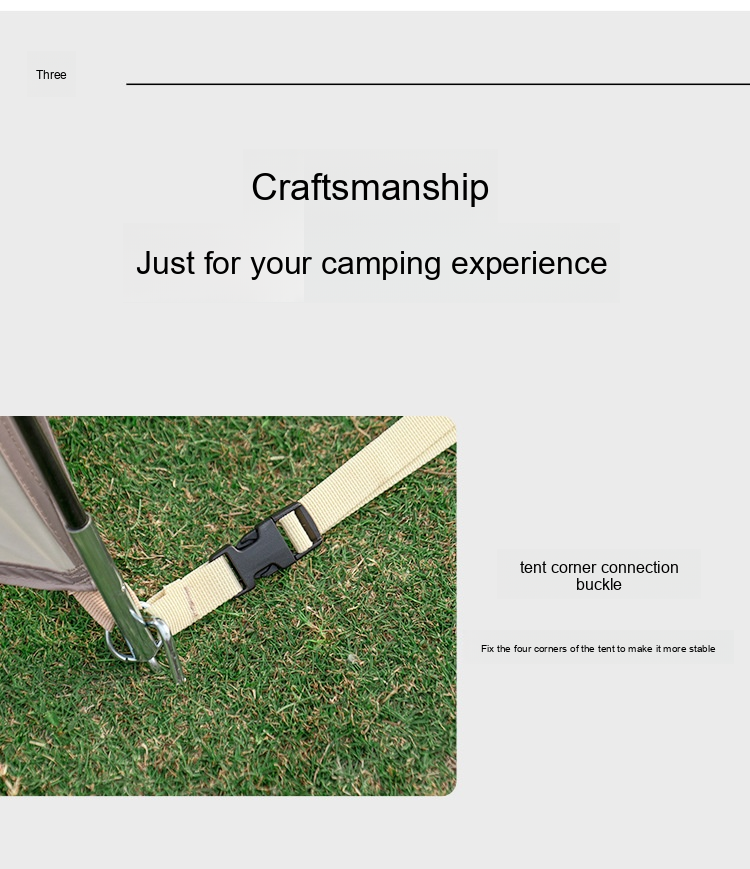 Three
Craftsmanship
Just for your camping experience
tent corner connection
buckle
Fix the four corners of the tent to make it more stable